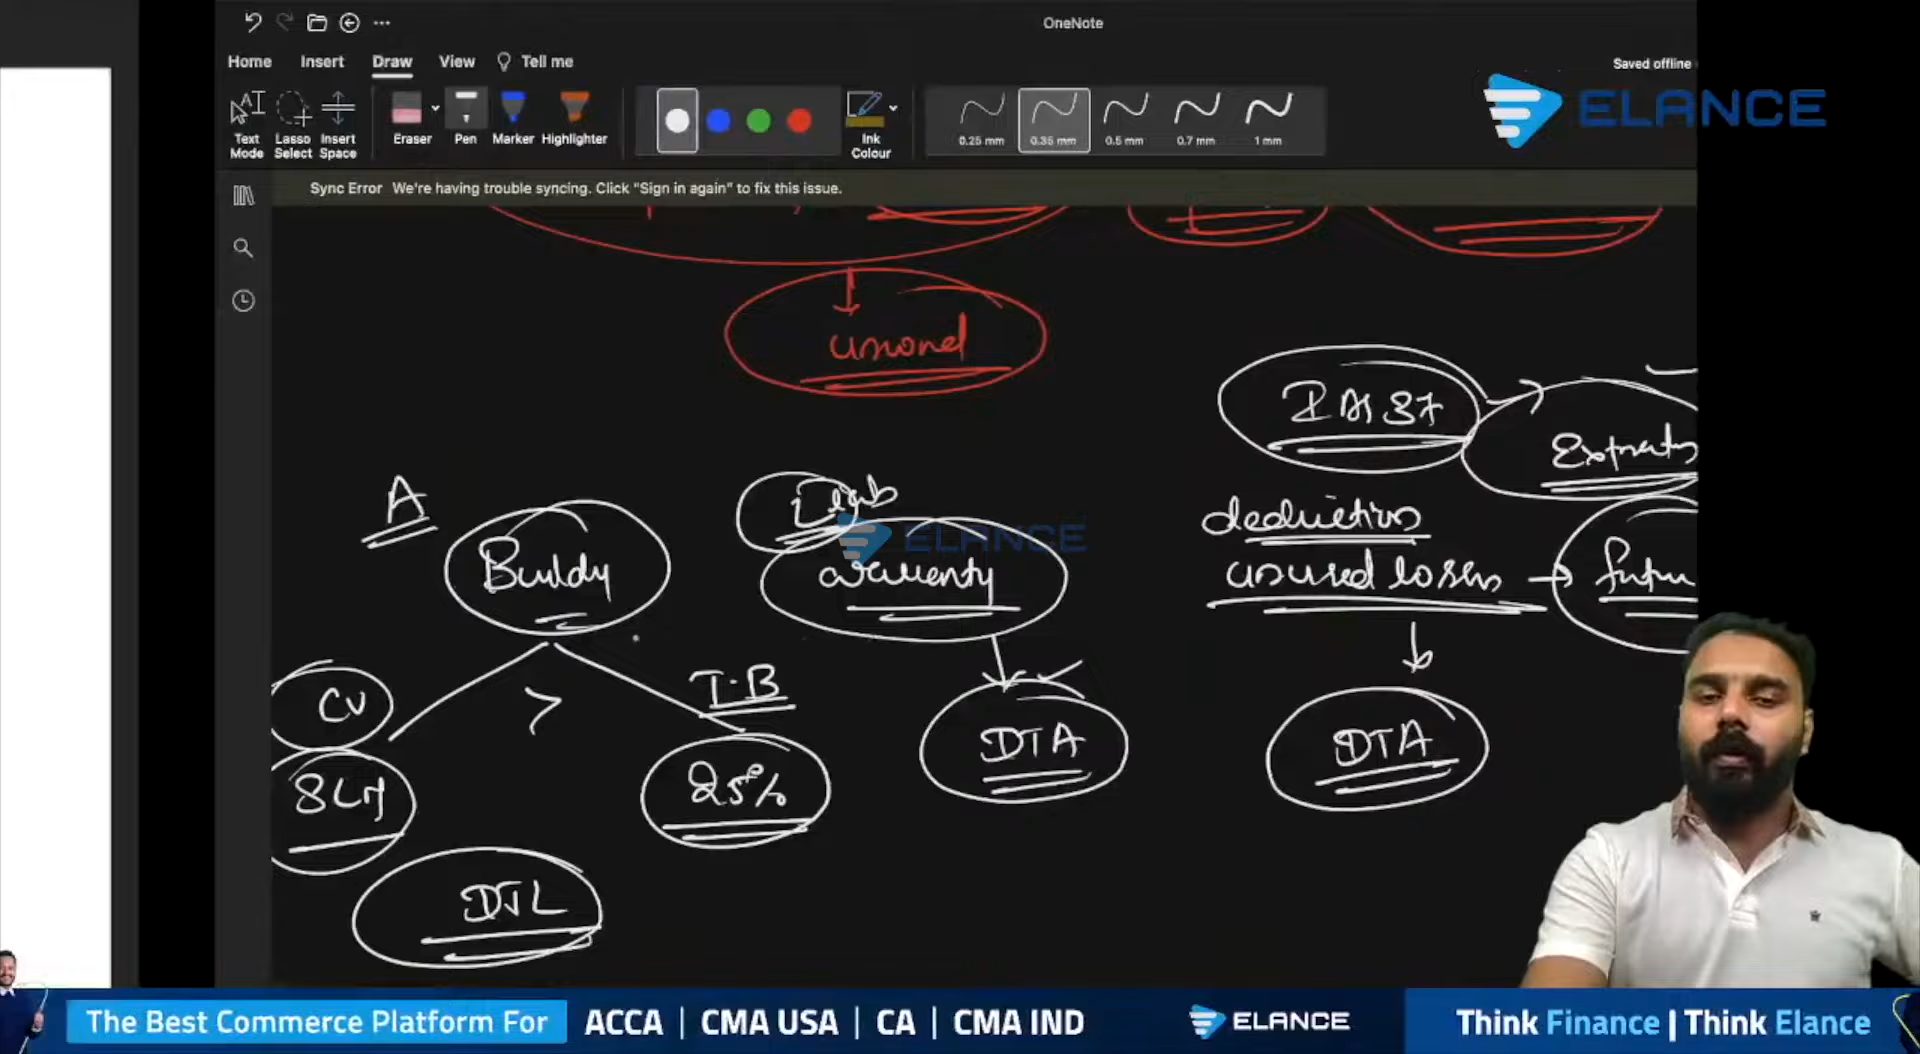 OneNote
Home Insert Draw View Tell me
Saved offline
ELANCE
Text Mode
Lasso Select
Insert Space
Eraser
Pen
Marker
Highlighter
Ink Colour
0.25 mm
0.35 mm
0.5 mm
0.7 mm
1 mm
Sync Error We're having trouble syncing. Click "Sign in again" to fix this issue.
unused
IAS 37
A
deductions
ELANCE
unused losses →
warrenty
>
T.B
CV
DTA
DTA
25%
DTL
The Best Commerce Platform For ACCA | CMA USA | CA | CMA IND
ELANCE
Think Finance | Think Elance